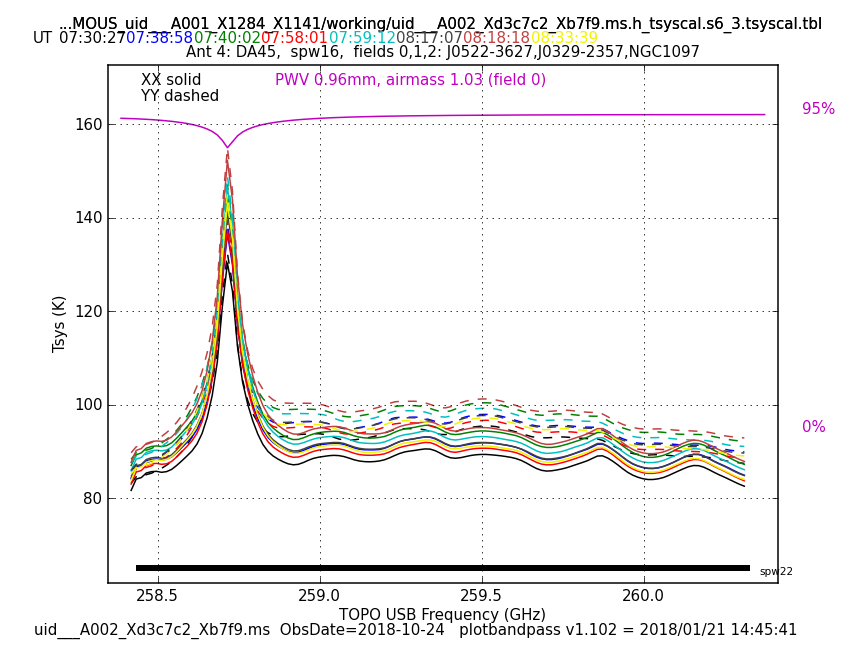 ...MOUS_uid___A001_X1284_X1141/working/uid___A002_Xd3c7c2_Xb7f9.ms.h_tsyscal.s6_3.tsyscal.tbl
UT 07:30:27 07:38:58 07:40:02 07:58:01 07:59:12 08:17:07 08:18:18 08:33:39
Ant 4: DA45, spw16, fields 0,1,2: J0522-3627,J0329-2357,NGC1097
XX solid
PWV 0.96mm, airmass 1.03 (field 0)
YY dashed
95%
160
140
120
100
80
0%
Tsys (K)
spw22
258.5 259.0 259.5 260.0
TOPO USB Frequency (GHz)
uid___A002_Xd3c7c2_Xb7f9.ms ObsDate=2018-10-24 plotbandpass v1.102 = 2018/01/21 14:45:41